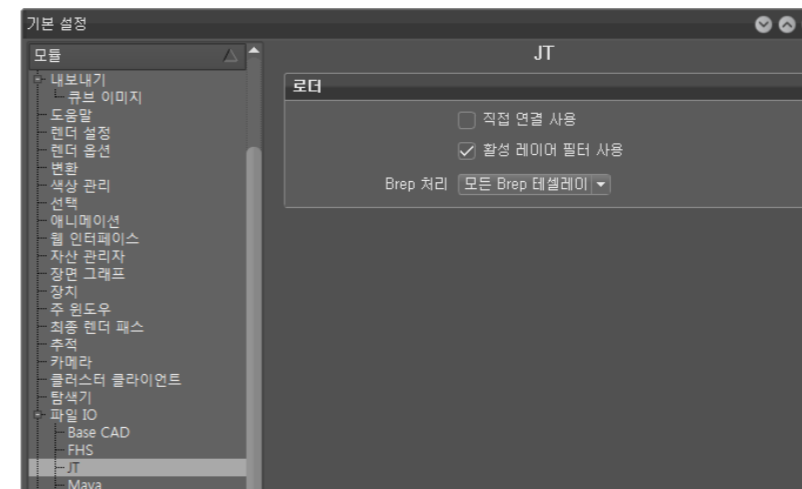 기본 설정
모듈
내보내기
큐브 이미지
도움말
렌더 설정
렌더 옵션
변환
색상 관리
선택
애니메이션
웹 인터페이스
자산 관리자
장면 그래프
장치
주 윈도우
최종 렌더 패스
추적
카메라
클러스터 클라이언트
탐색기
파일 IO
Base CAD
FHS
JT
Maya
JT
로더
직접 연결 사용
활성 레이어 필터 사용
Brep 처리 모든 Brep 테셀레이